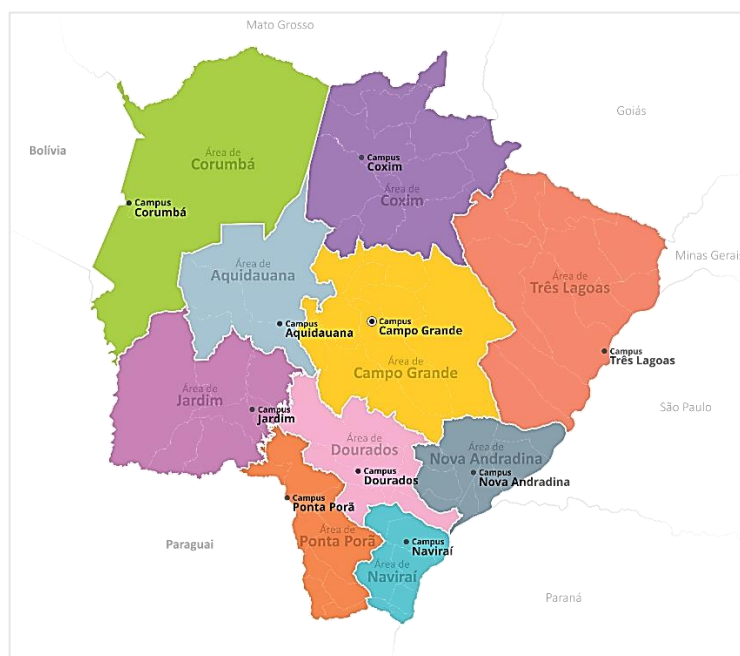 Mato Grosso
Goiás
Bolívia
Área de
Corumbá
Campus
Corumbá
Campus
Coxim
Área de
Coxim
Minas Gerais
Área de
Aquidauana
Área de
Três Lagoas
Campus
Aquidauana
Campus
Campo Grande
Área de
Campo Grande
Campus
Três Lagoas
São Paulo
Área de
Jardim
Campus
Jardim
Área de
Dourados
Campus
Dourados
Área de
Nova Andradina
Campus
Nova Andradina
Campus
Ponta Porã
Área de
Ponta Porã
Paraguai
Campus
Naviraí
Área de
Naviraí
Paraná